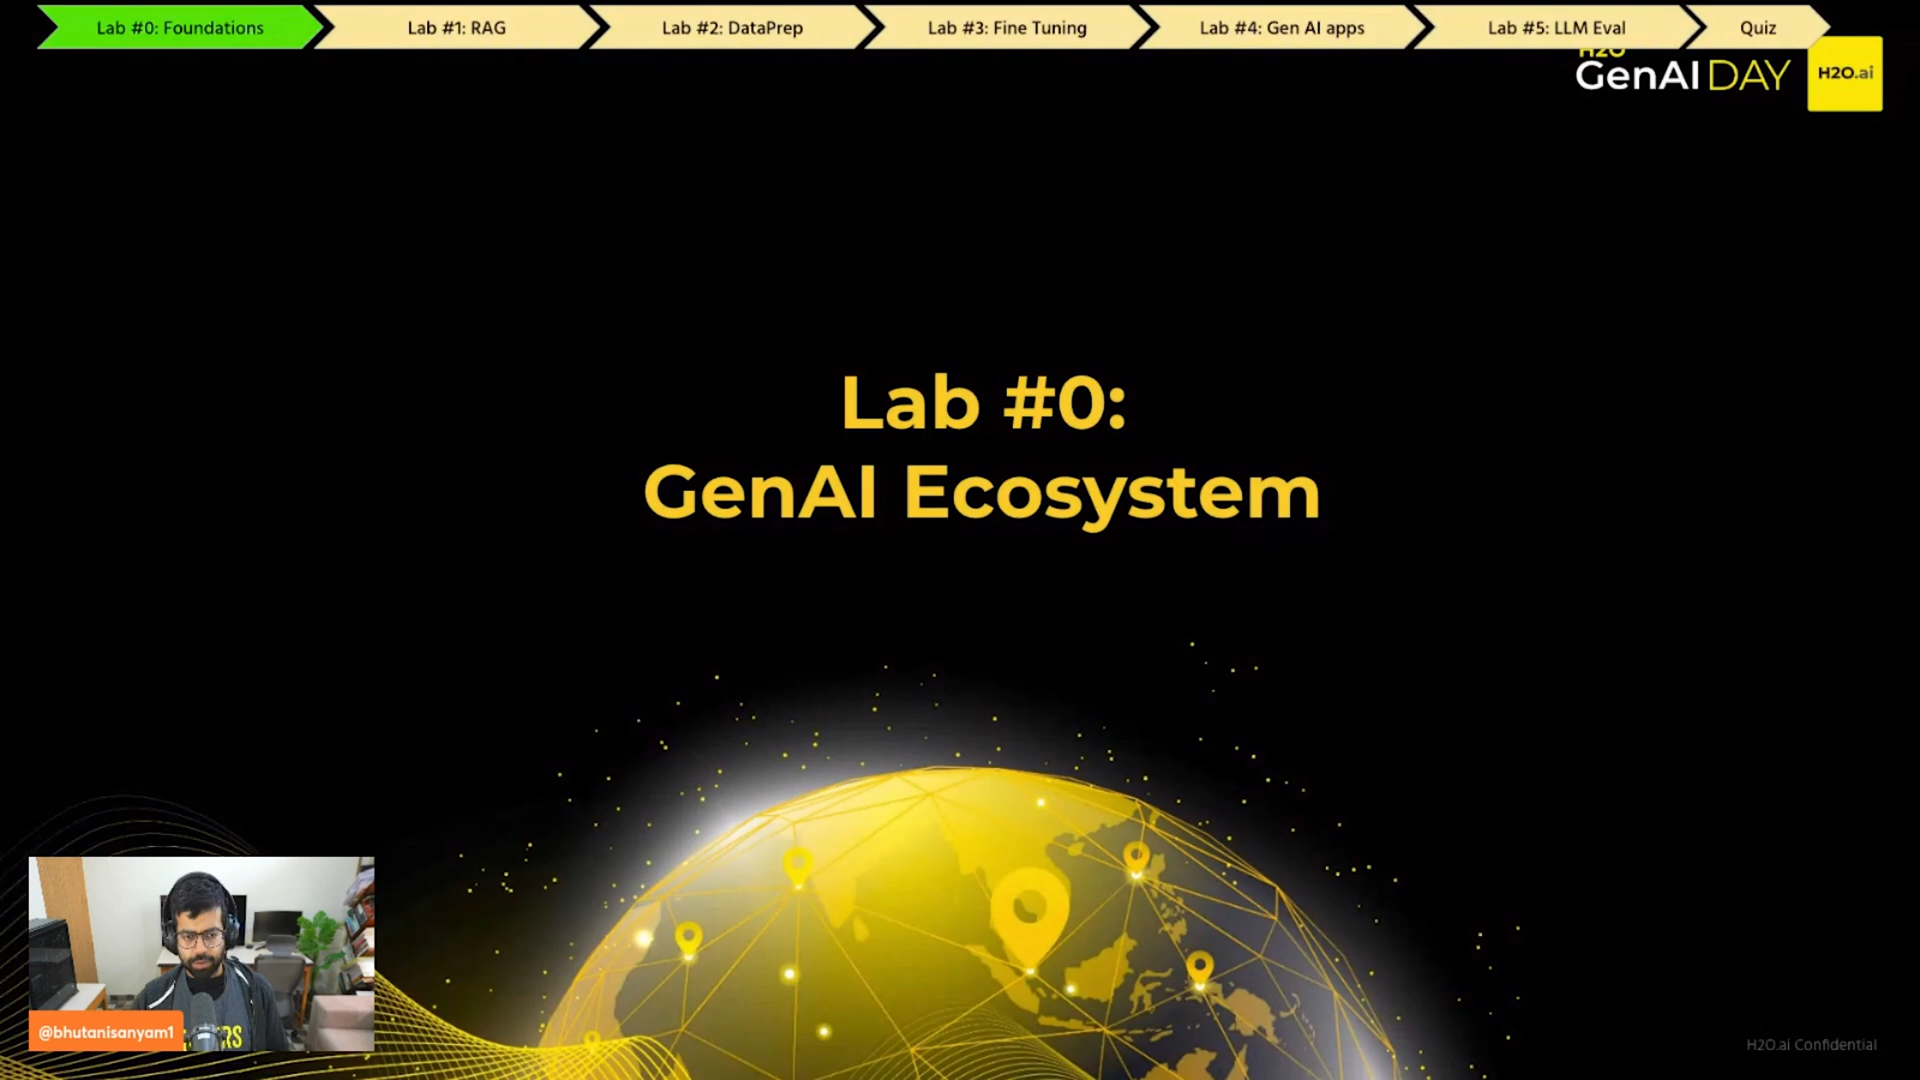 Lab #0: Foundations
Lab #1: RAG
Lab #2: DataPrep
Lab #3: Fine Tuning
Lab #4: Gen AI apps
Lab #5: LLM Eval
Quiz
H2O
GenAI DAY
H2O.ai
Lab #0:
GenAI Ecosystem
@bhutanisanyam1
H2O.ai Confidential